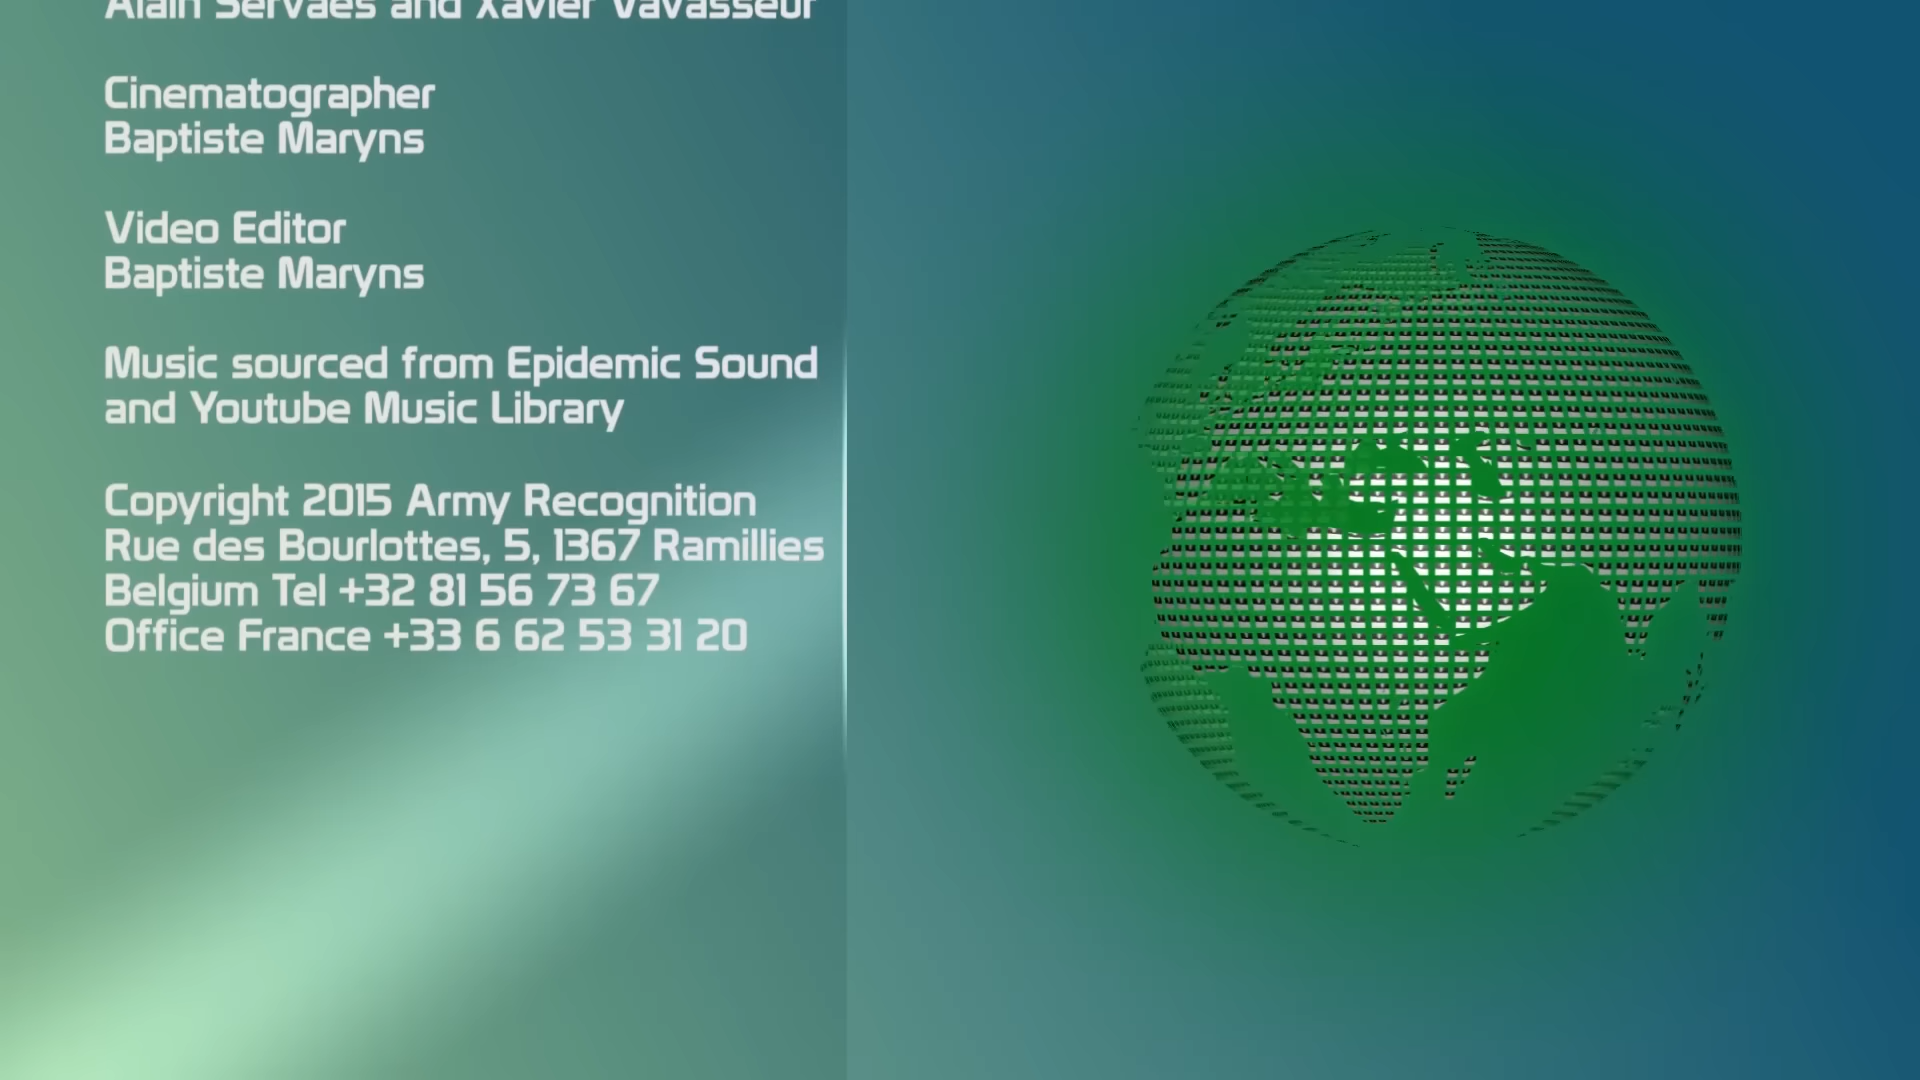 Alain Servaes and Xavier Vavasseur
Cinematographer
Baptiste Maryns
Video Editor
Baptiste Maryns
Music sourced from Epidemic Sound
and Youtube Music Library
Copyright 2015 Army Recognition
Rue des Bourlottes, 5, 1367 Ramillies
Belgium Tel +32 81 56 73 67
Office France +33 6 62 53 31 20